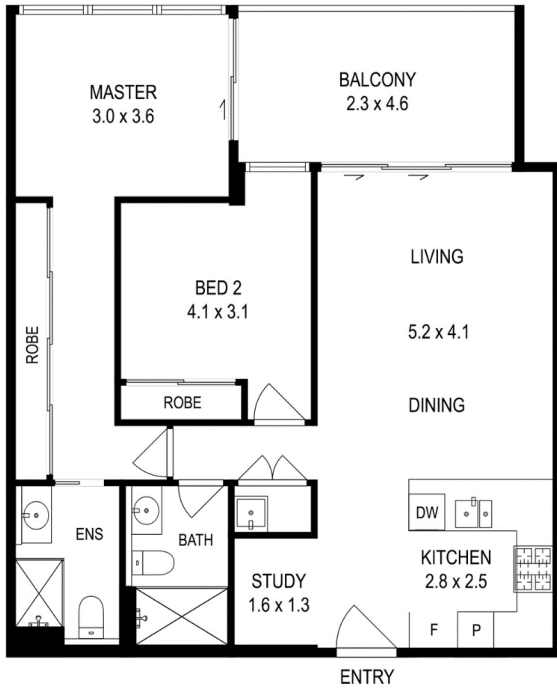 MASTER
3.0 x 3.6
BALCONY
2.3 x 4.6
LIVING
BED 2
4.1 x 3.1
5.2 x 4.1
ROBE
ROBE
DINING
DW
ENS
BATH
KITCHEN
2.8 x 2.5
STUDY
1.6 x 1.3
F
P
ENTRY